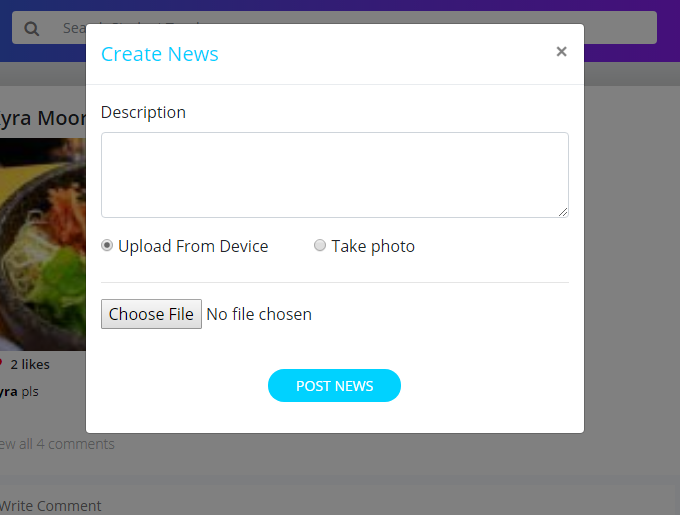 Create News
×
Description
Upload From Device
Take photo
Choose File No file chosen
POST NEWS
2 likes
pls
view all 4 comments
Write Comment